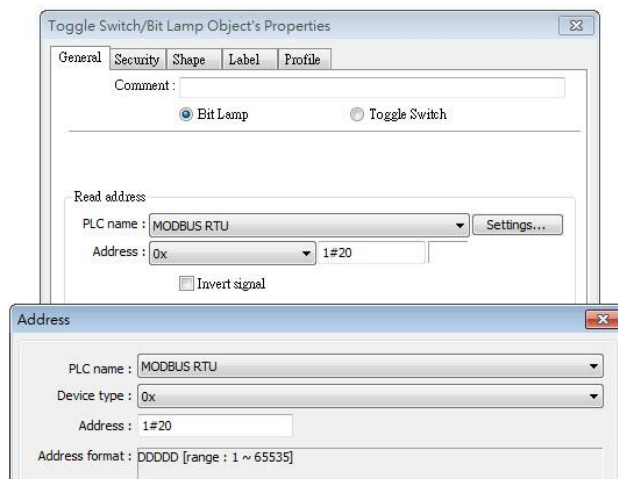 Toggle Switch/Bit Lamp Object's Properties
General Security Shape Label Profile
Comment :
Bit Lamp Toggle Switch
Read address
PLC name : MODBUS RTU Settings...
Address : 0x 1#20
Invert signal
Address
PLC name : MODBUS RTU
Device type : 0x
Address : 1#20
Address format : DDDDD [range : 1 ~ 65535]